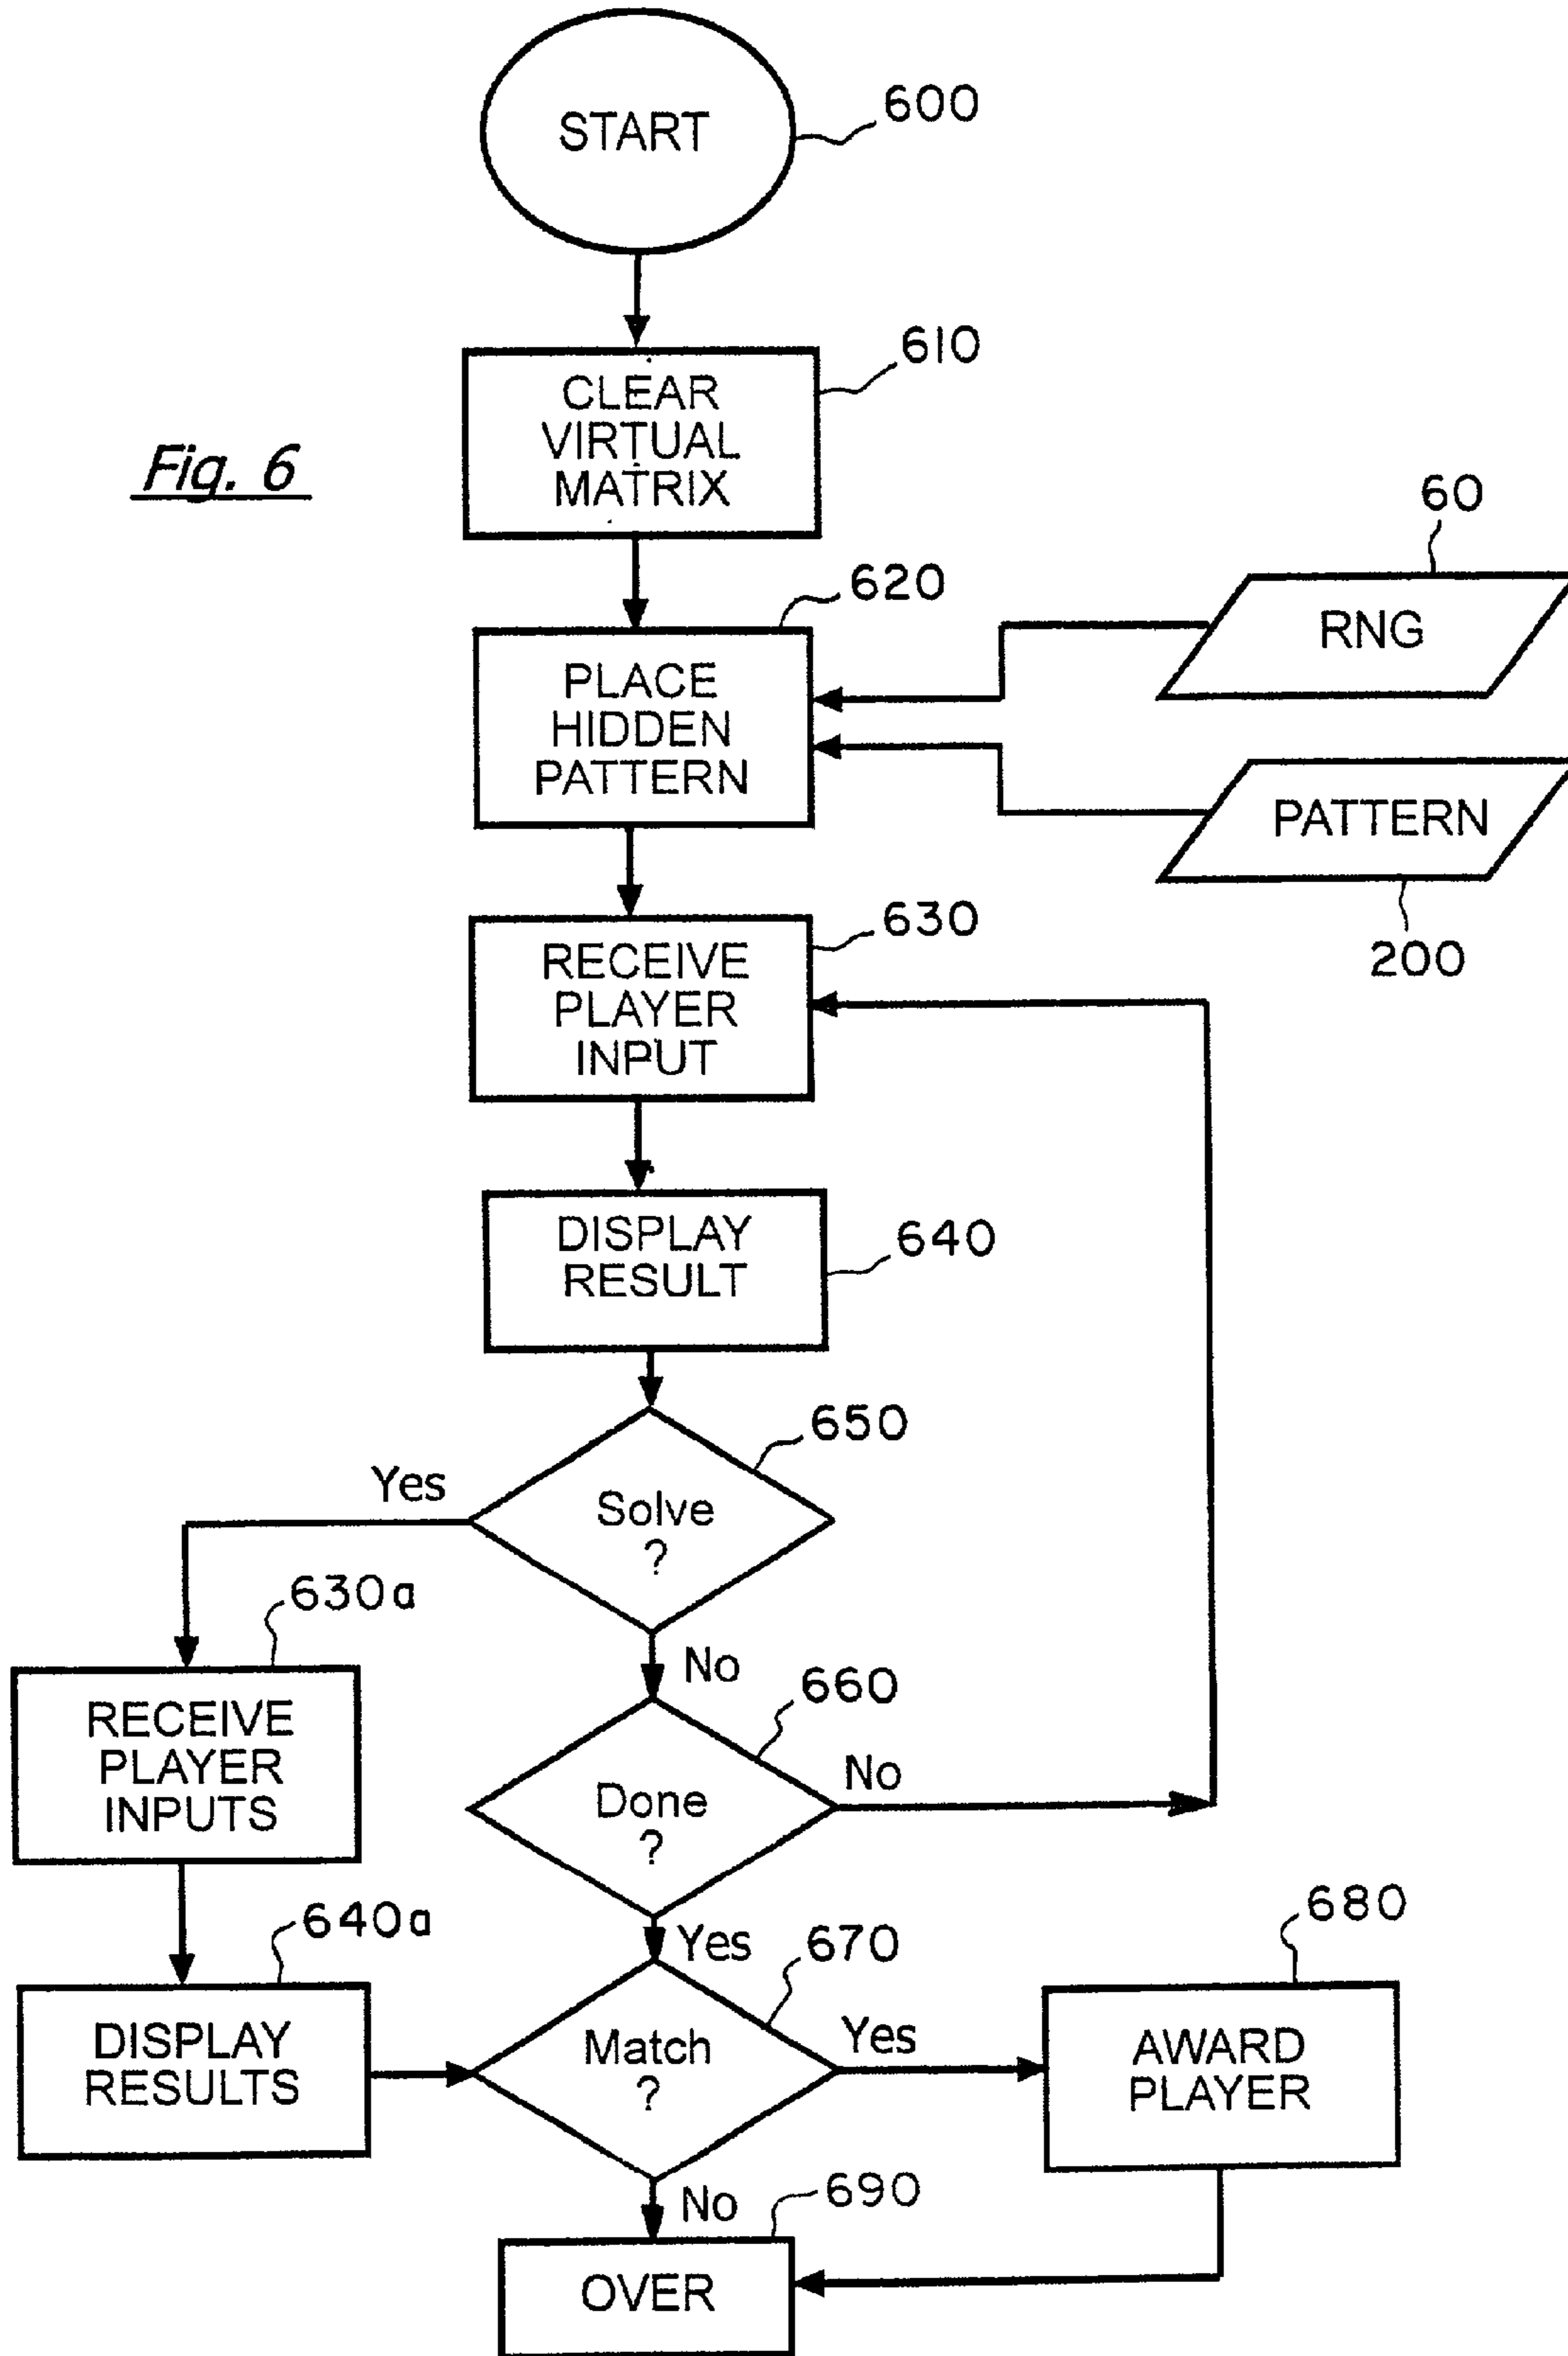 START
600
610
CLEAR
VIRTUAL
MATRIX
Fig. 6
60
620
RNG
PLACE
HIDDEN
PATTERN
PATTERN
200
630
RECEIVE
PLAYER
INPUT
DISPLAY
RESULT
640
650
Yes
Solve
?
630a
No
660
RECEIVE
PLAYER
INPUTS
No
Done
?
640a
680
Yes
670
DISPLAY
RESULTS
Match
?
Yes
AWARD
PLAYER
No
690
OVER